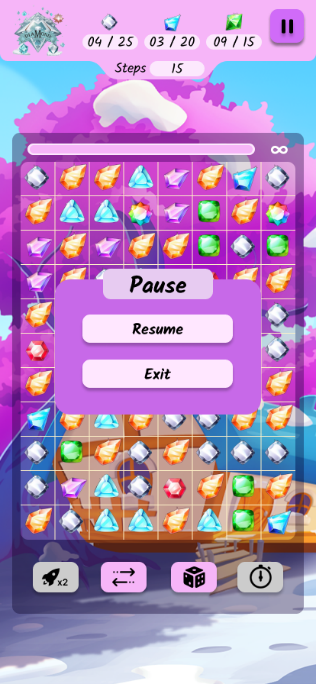 04 / 25 03 / 20 09 / 15
Steps 15
∞
Pause
Resume
Exit
x2